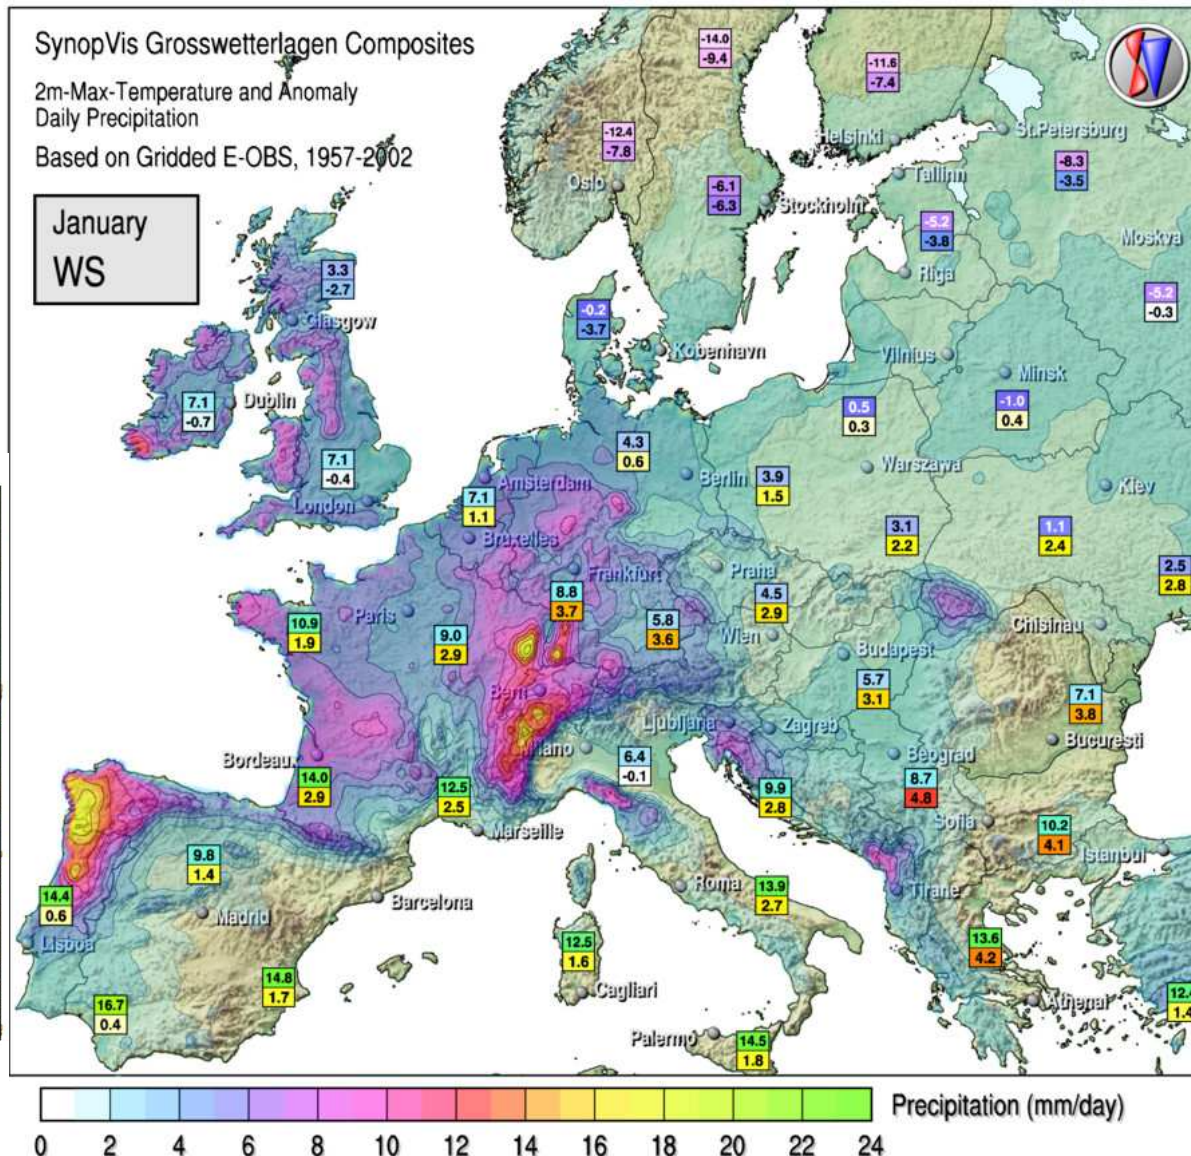 SynopVis Grosswetterlagen Composites
2m-Max-Temperature and Anomaly
Daily Precipitation
Based on Gridded E-OBS, 1957-2002
January
WS
-14.0
-9.4
-11.6
-7.4
Helsinki
St.Petersburg
-12.4
-7.8
Oslo
-8.3
-3.5
Tallinn
-6.1
-6.3
Stockholm
-5.2
-3.8
Moskva
Riga
3.3
-2.7
Glasgow
-0.2
-3.7
-5.2
-0.3
Kobenhavn
Vilnius
Minsk
7.1
-0.7
Dublin
0.5
0.3
-1.0
0.4
4.3
0.6
7.1
-0.4
Warszawa
Berlin
3.9
1.5
Amsterdam
Kiev
London
7.1
1.1
Bruxelles
3.1
2.2
1.1
2.4
Frankfurt
Praha
2.5
2.8
8.8
3.7
4.5
2.9
Paris
10.9
1.9
9.0
2.9
5.8
3.6
Wien
Chisinau
Budapest
5.7
3.1
Bern
7.1
3.8
Ljubljana
Zagreb
Milano
Bucuresti
Bordeaux
Beograd
6.4
-0.1
14.0
2.9
12.5
2.5
9.9
2.8
8.7
4.8
Marseille
Sofia
10.2
4.1
Istanbul
9.8
1.4
14.4
0.6
Roma
13.9
2.7
Tirane
Barcelona
Madrid
Lisboa
12.5
1.6
13.6
4.2
14.8
1.7
Cagliari
Athenai
12.4
1.4
16.7
0.4
Palermo
14.5
1.8
Precipitation (mm/day)
0 2 4 6 8 10 12 14 16 18 20 22 24